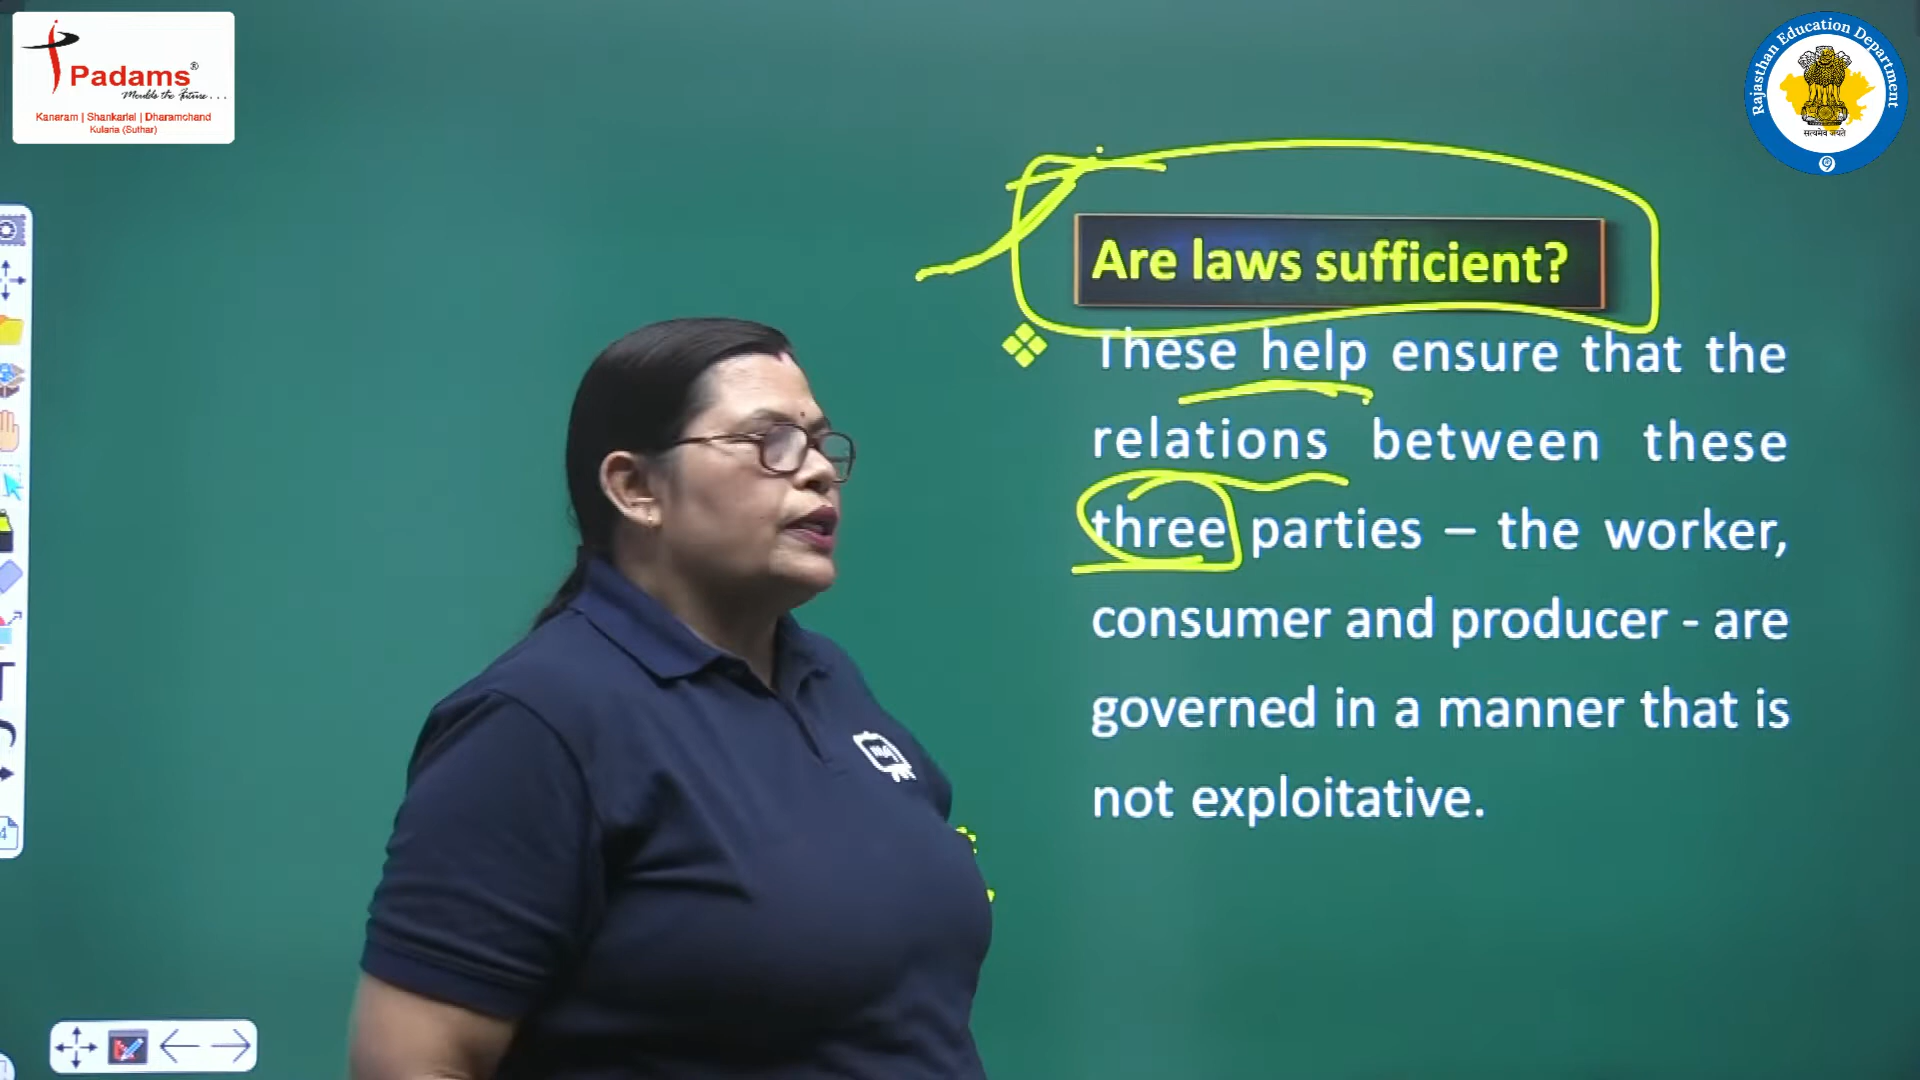 Padams®
Moulds the Future...
Kanaram | Shankarlal | Dharamchand
Kularia (Suthar)
Rajasthan Education Department
सत्यमेव जयते
Are laws sufficient?
These help ensure that the
relations between these
three parties – the worker,
consumer and producer - are
governed in a manner that is
not exploitative.